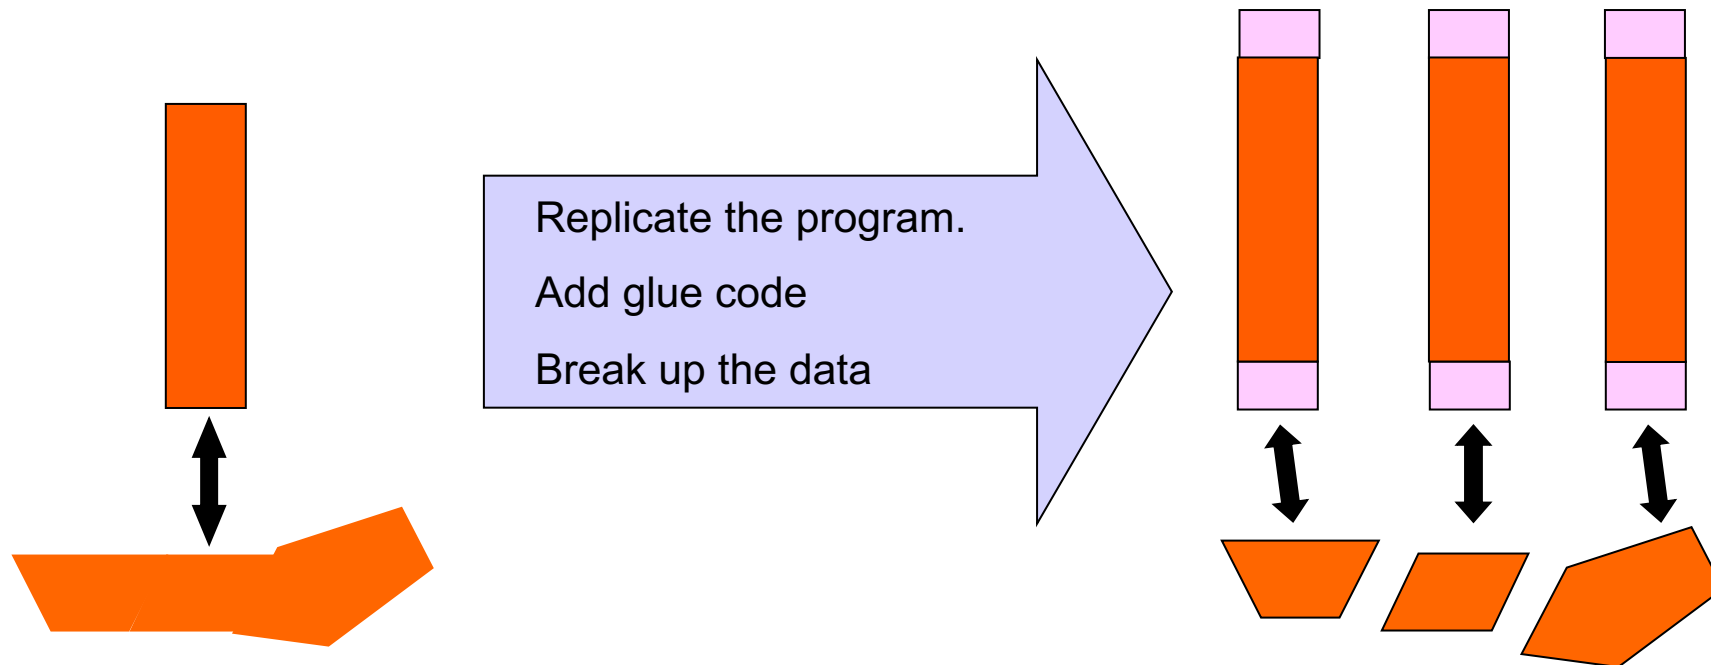 Replicate the program.
Add glue code
Break up the data